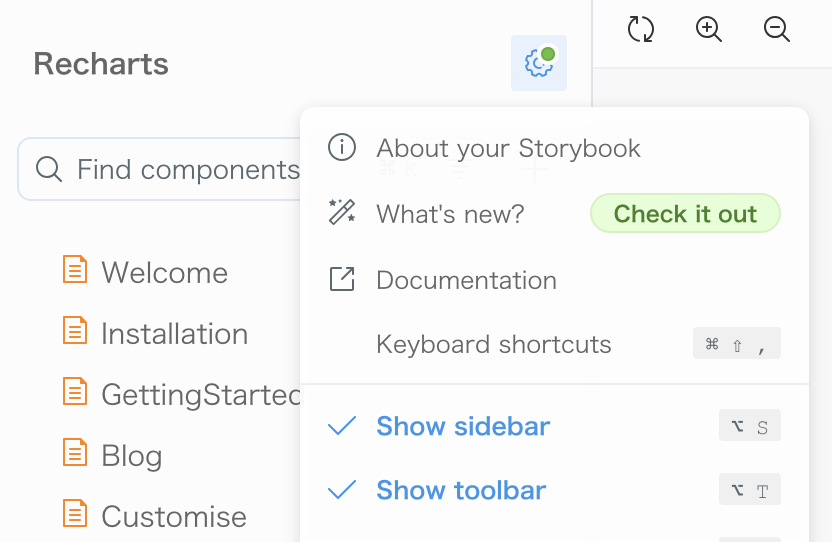 Recharts
Find components
Welcome
Installation
GettingStarted
Blog
Customise
About your Storybook
What's new? Check it out
Documentation
Keyboard shortcuts ⌘ ⇧ ,
Show sidebar ⌥ S
Show toolbar ⌥ T